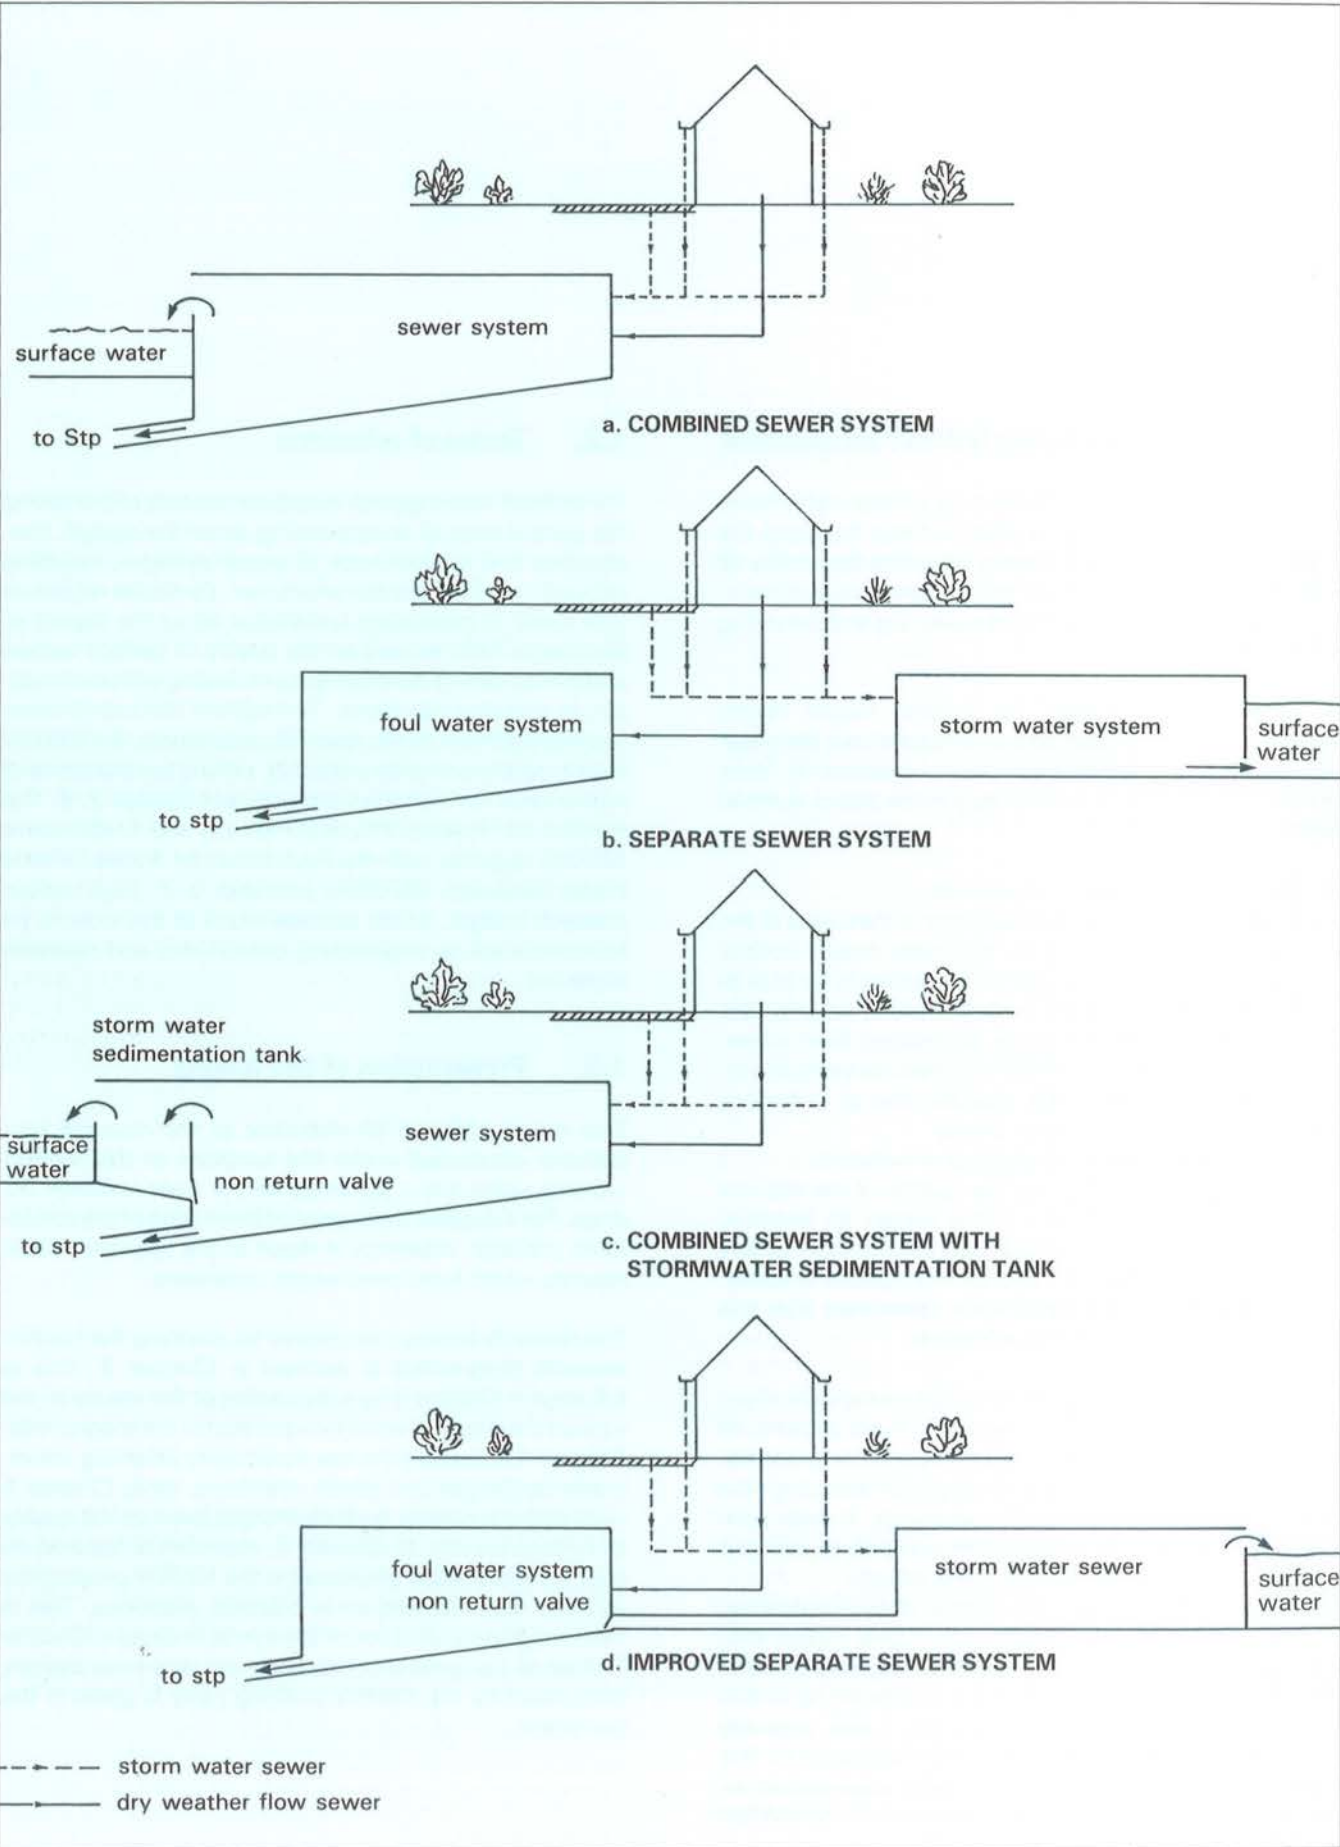 sewer system
surface water
to Stp
a. COMBINED SEWER SYSTEM
foul water system
storm water system
surface
water
to stp
b. SEPARATE SEWER SYSTEM
storm water
sedimentation tank
sewer system
surface
water
non return valve
to stp
c. COMBINED SEWER SYSTEM WITH
STORMWATER SEDIMENTATION TANK
foul water system
non return valve
storm water sewer
surface
water
to stp
d. IMPROVED SEPARATE SEWER SYSTEM
storm water sewer
dry weather flow sewer